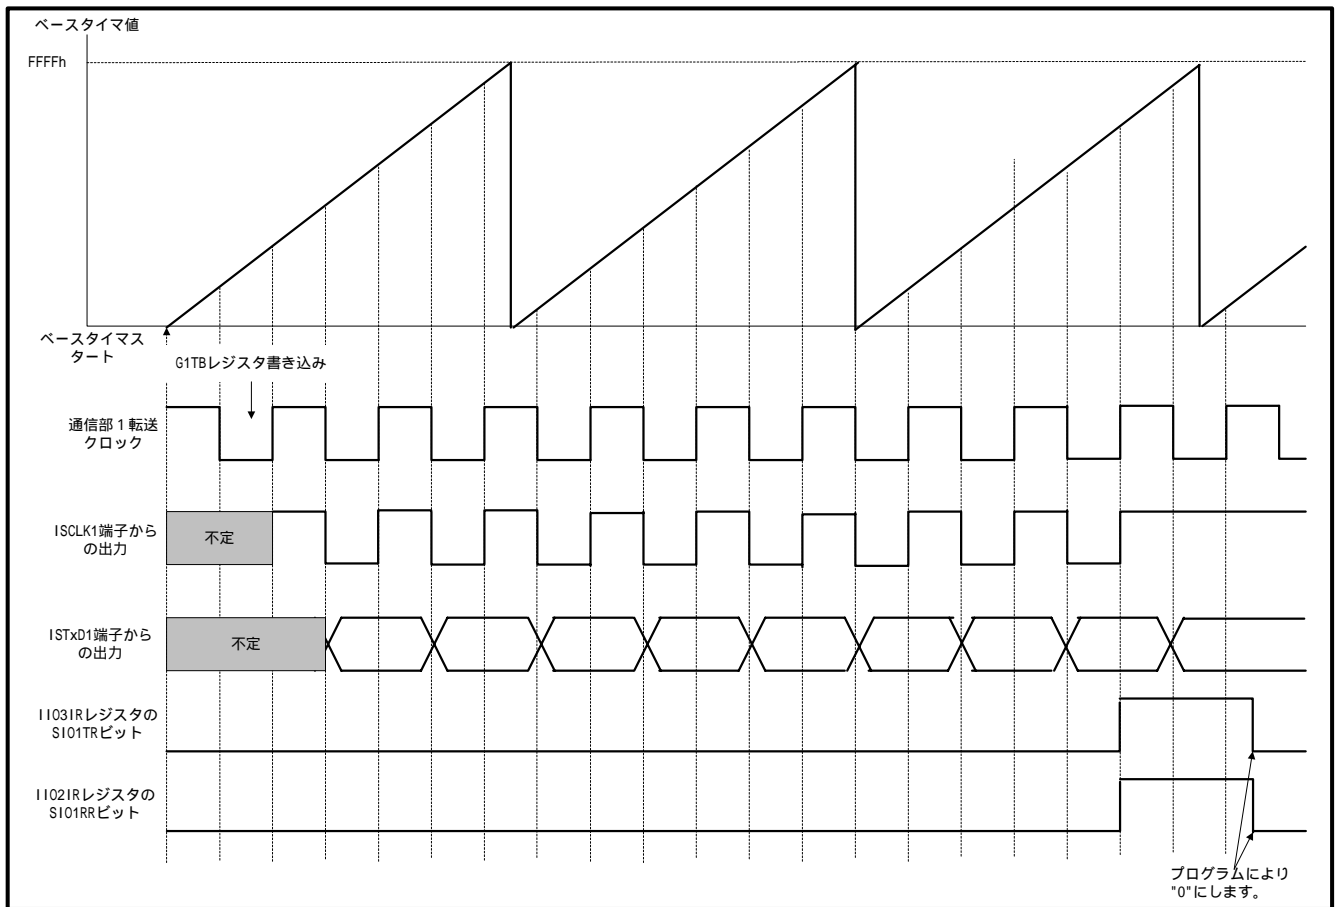 ベースタイマ値
FFFFh
ベースタイマス
タート
G1TBレジスタ書き込み
通信部1転送
クロック
ISCLK1端子から
の出力
不定
ISTxD1端子から
の出力
不定
IIO3IRレジスタの
SIO1TRビット
IIO2IRレジスタの
SIO1RRビット
プログラムにより
"0"にします。